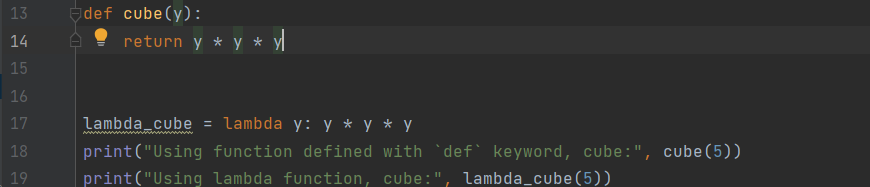 13 def cube(y):
14     return y * y * y
15
16
17 lambda_cube = lambda y: y * y * y
18 print("Using function defined with `def` keyword, cube:", cube(5))
19 print("Using lambda function, cube:", lambda_cube(5))